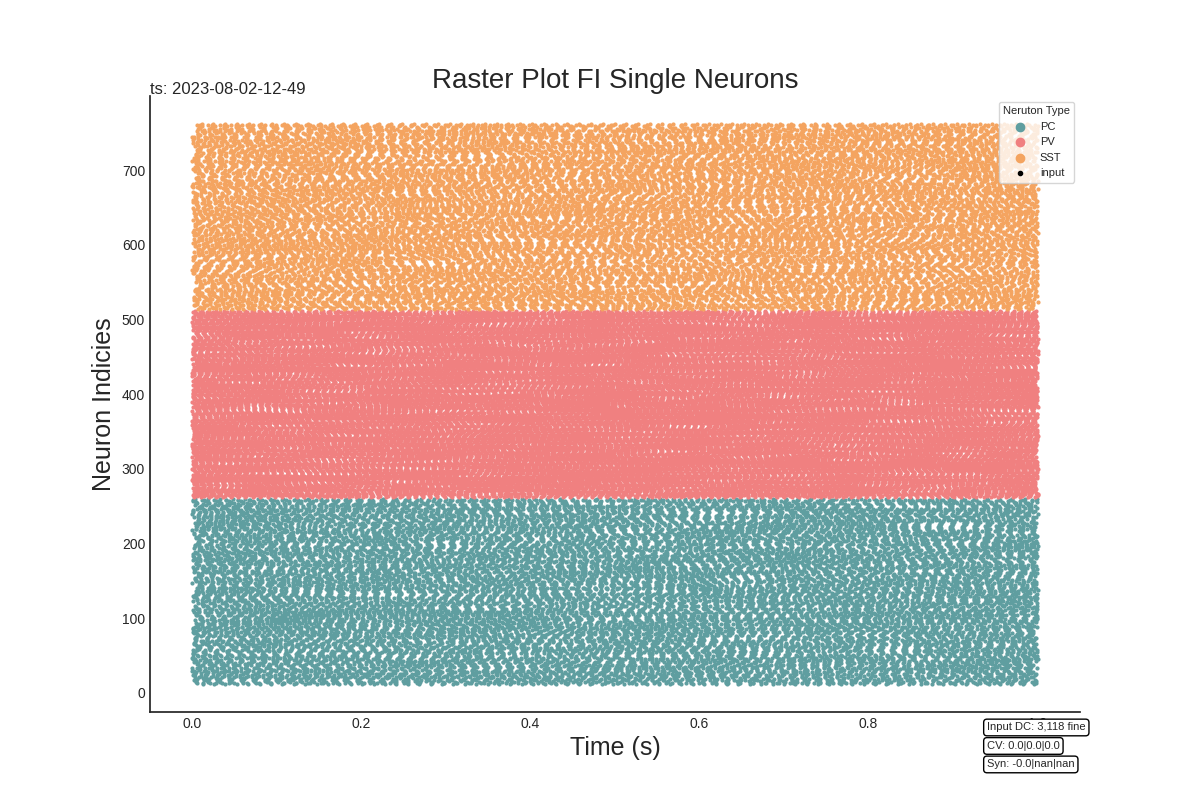 Raster Plot FI Single Neurons
ts: 2023-08-02-12-49
Neruton Type
PC
PV
SST
input
Neuron Indicies
700
600
500
400
300
200
100
0
0.0 0.2 0.4 0.6 0.8
Time (s)
Input DC: 3,118 fine
CV: 0.0|0.0|0.0
Syn: -0.0|nan|nan